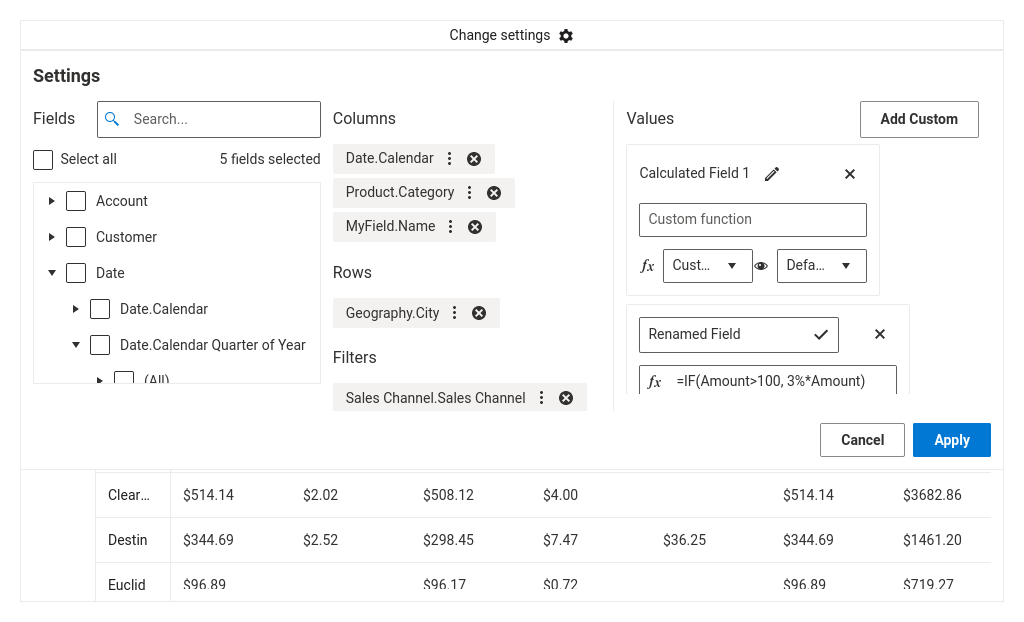 Change settings
Settings
Fields
Search...
Select all
5 fields selected
Account
Customer
Date
Date.Calendar
Date.Calendar Quarter of Year
(All)
Columns
Date.Calendar
Product.Category
MyField.Name
Rows
Geography.City
Filters
Sales Channel.Sales Channel
Values
Add Custom
Calculated Field 1
Custom function
fx Cust... Defa...
Renamed Field
fx =IF(Amount>100, 3%*Amount)
Cancel Apply
Clear... $514.14 $2.02 $508.12 $4.00 $514.14 $3682.86
Destin $344.69 $2.52 $298.45 $7.47 $36.25 $344.69 $1461.20
Euclid $96.89 $96.17 $0.72 $96.89 $719.27